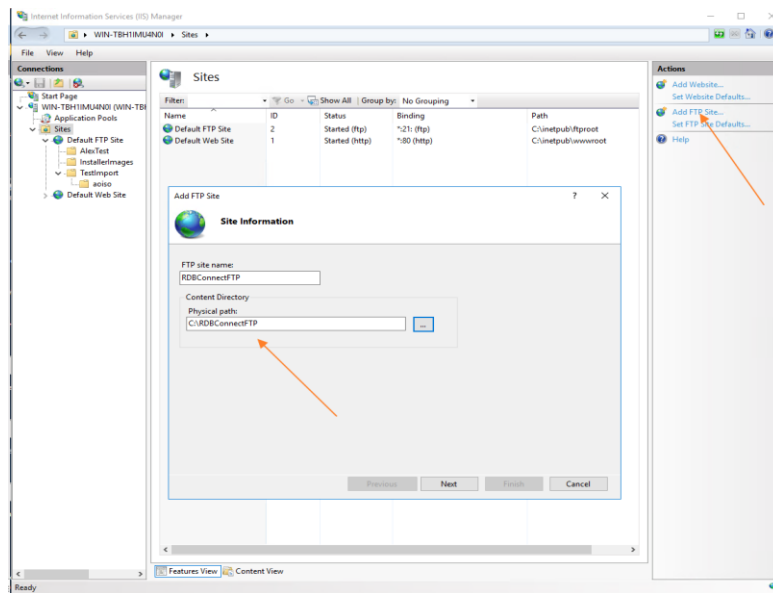 Internet Information Services (IIS) Manager
WIN-TBH1IMU4N0I
Sites
File View Help
Connections
Start Page
WIN-TBH1IMU4N0I (WIN-TBH
Application Pools
Sites
Default FTP Site
AlexTest
InstallerImages
TestImport
aoiso
Default Web Site
Sites
Filter: Go Show All Group by: No Grouping
Name ID Status Binding Path
Default FTP Site 2 Started (ftp) *:21: (ftp) C:\inetpub\ftproot
Default Web Site 1 Started (http) *:80 (http) C:\inetpub\wwwroot
Add FTP Site ?
Site Information
FTP site name:
RDBConnectFTP
Content Directory
Physical path:
C:\RDBConnectFTP
...
Previous Next Finish Cancel
Features View Content View
Actions
Add Website...
Set Website Defaults...
Add FTP Site...
Set FTP Site Defaults...
Help
Ready